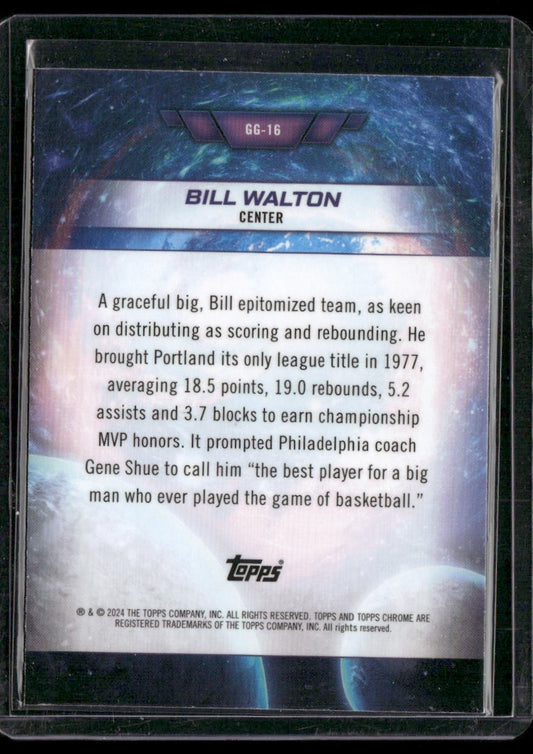 GG-16
BILL WALTON
CENTER
A graceful big, Bill epitomized team, as keen
on distributing as scoring and rebounding. He
brought Portland its only league title in 1977,
averaging 18.5 points, 19.0 rebounds, 5.2
assists and 3.7 blocks to earn championship
MVP honors. It prompted Philadelphia coach
Gene Shue to call him “the best player for a big
man who ever played the game of basketball.”
Topps®
® & © 2024 THE TOPPS COMPANY, INC. ALL RIGHTS RESERVED. TOPPS AND TOPPS CHROME ARE
REGISTERED TRADEMARKS OF THE TOPPS COMPANY, INC. All rights reserved.